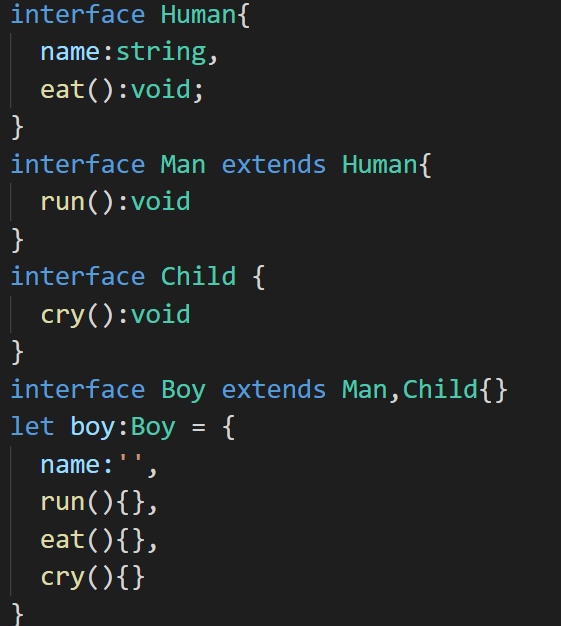 interface Human{
  name:string,
  eat():void;
}
interface Man extends Human{
  run():void
}
interface Child {
  cry():void
}
interface Boy extends Man,Child{}
let boy:Boy = {
  name:'',
  run(){},
  eat(){},
  cry(){}
}